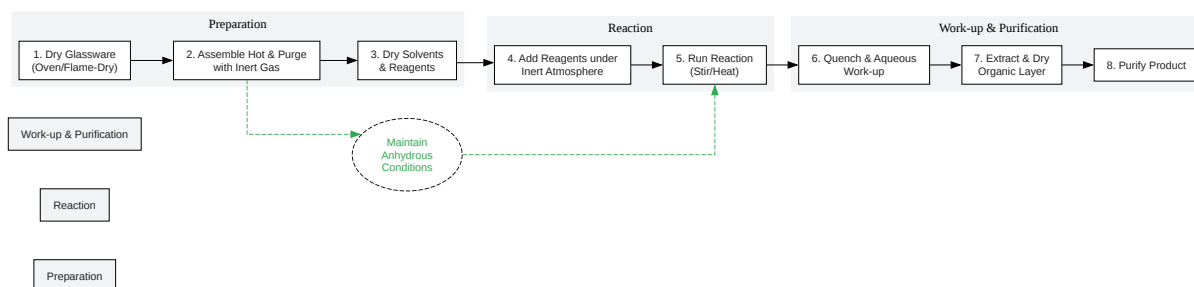 Preparation
1. Dry Glassware
(Oven/Flame-Dry)
2. Assemble Hot & Purge
with Inert Gas
3. Dry Solvents
& Reagents
Reaction
4. Add Reagents under
Inert Atmosphere
5. Run Reaction
(Stir/Heat)
Work-up & Purification
6. Quench & Aqueous
Work-up
7. Extract & Dry
Organic Layer
8. Purify Product
Maintain
Anhydrous
Conditions
Work-up & Purification
Reaction
Preparation